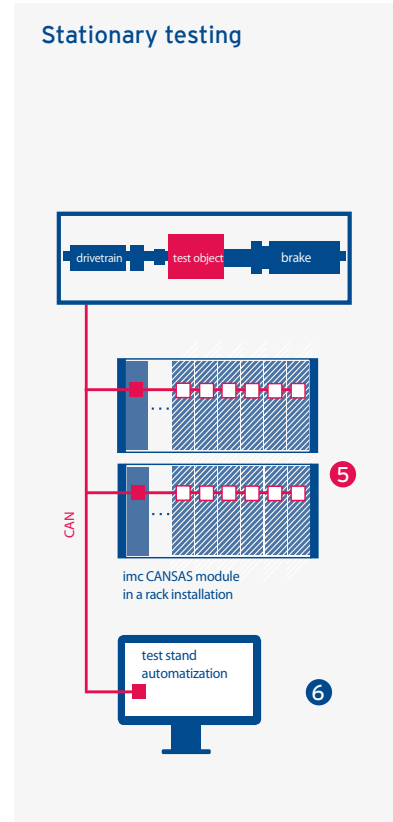 Stationary testing
drivetrain
test object
brake
...
5
...
CAN
imc CANSAS module
in a rack installation
test stand
automatization
6